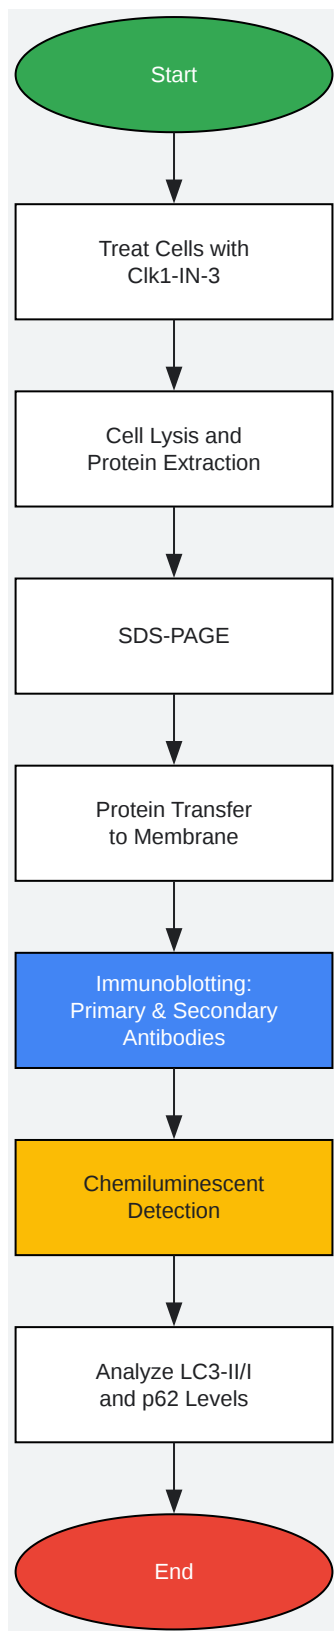 Start
Treat Cells with
Clk1-IN-3
Cell Lysis and
Protein Extraction
SDS-PAGE
Protein Transfer
to Membrane
Immunoblotting:
Primary & Secondary
Antibodies
Chemiluminescent
Detection
Analyze LC3-II/I
and p62 Levels
End